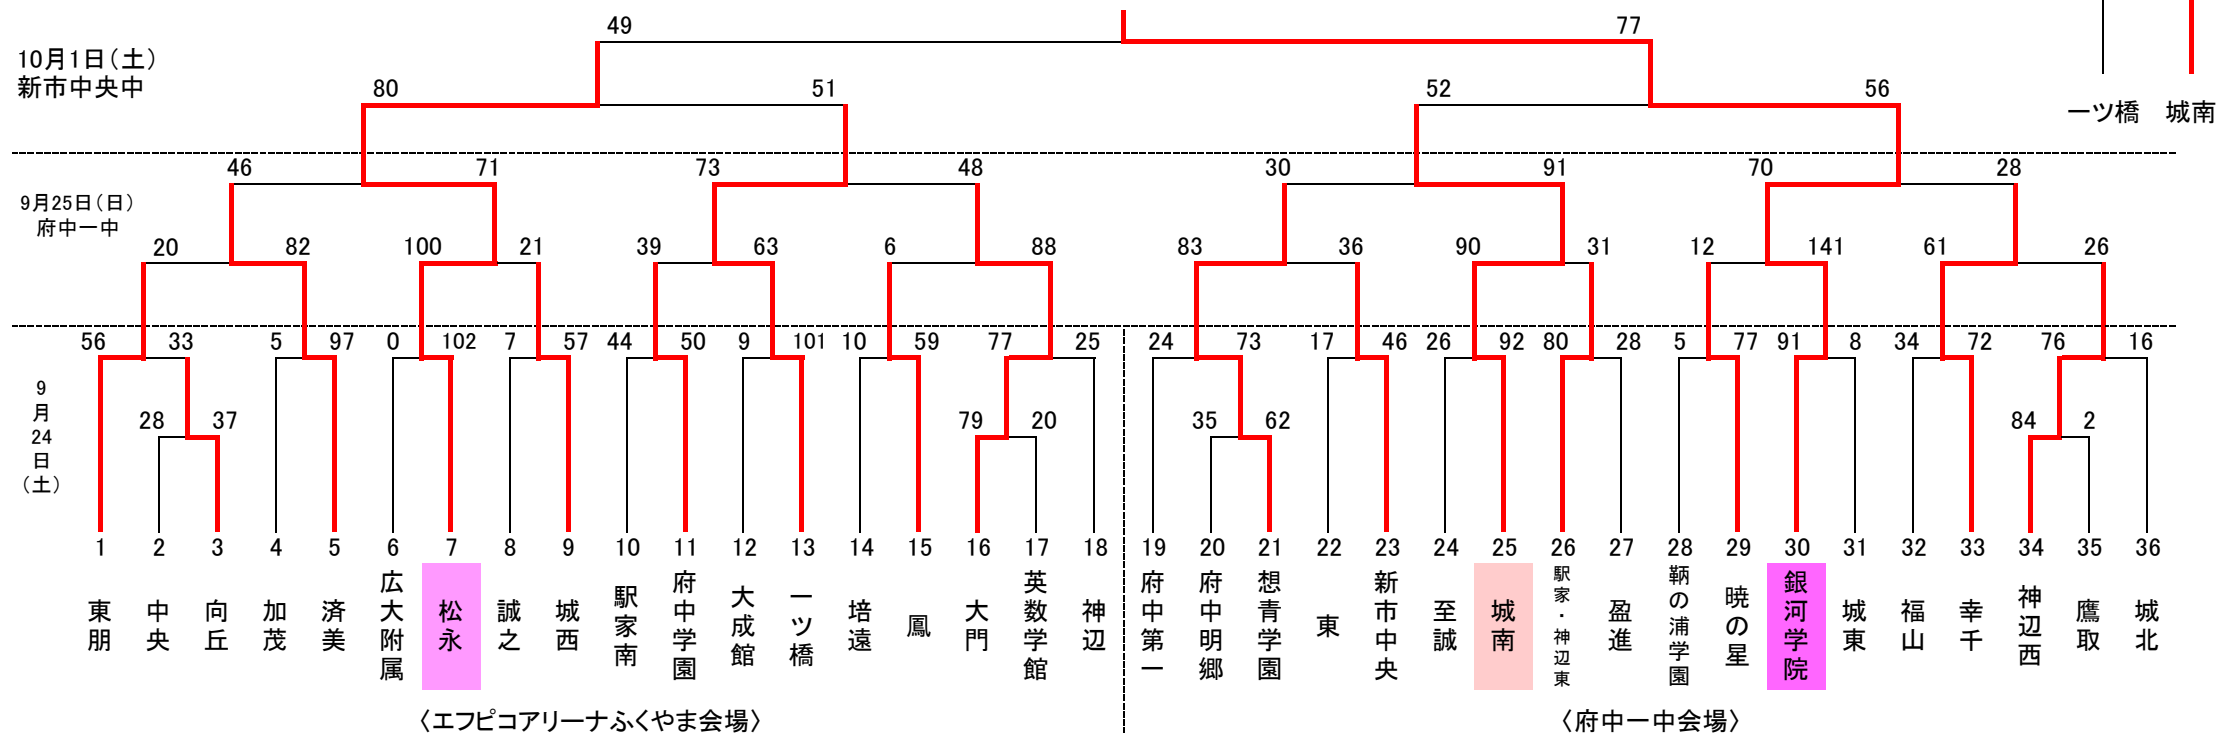 49 77
10月1日(土)
新市中央中
80 51 52 56
一ツ橋 城南
46 71 73 48 30 91 70 28
9月25日(日)
府中一中
20 82 100 21 39 63 6 88 83 36 90 31 12 141 61 26
56 33 5 97 0 102 7 57 44 50 9 101 10 59 77 25 24 73 17 46 26 92 80 28 5 77 91 8 34 72 76 16
9月24日(土)
28 37 79 20 35 62 84 2
1 2 3 4 5 6 7 8 9 10 11 12 13 14 15 16 17 18 19 20 21 22 23 24 25 26 27 28 29 30 31 32 33 34 35 36
東朋
中央
向丘
加茂
済美
広大附属
松永
誠之
城西
駅家南
府中学園
大成館
一ツ橋
培遠
鳳
大門
英数学館
神辺
府中第一
府中明郷
想青学園
東
新市中央
至誠
城南
駅家・神辺東
盈進
鞆の浦学園
暁の星
銀河学院
城東
福山
幸千
神辺西
鷹取
城北
〈エフピコアリーナふくやま会場〉
〈府中一中会場〉